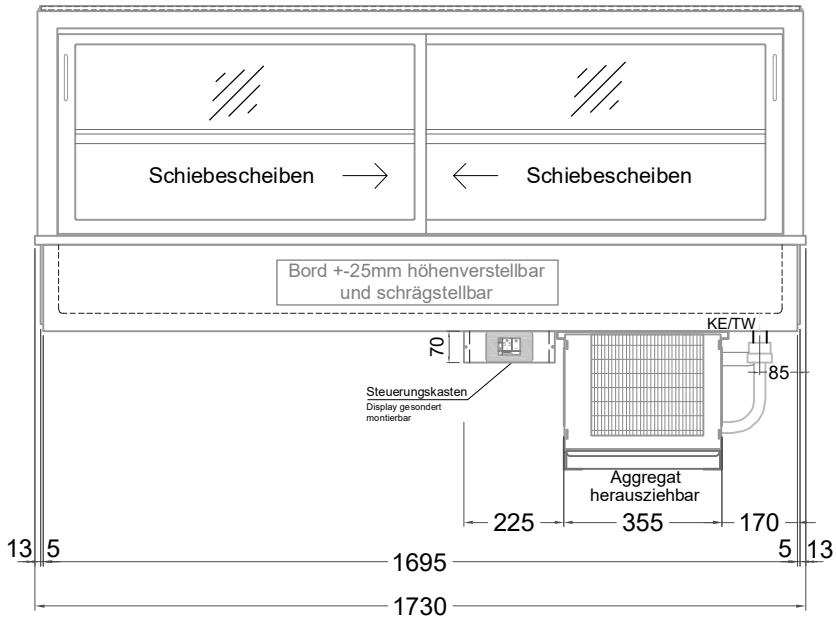 Schiebescheiben
Schiebescheiben
Bord +-25mm höhenverstellbar
und schrägstellbar
KE/TW
70
85
Steuerungskasten
Display gesondert
montierbar
Aggregat
herausziehbar
225
355
170
13
5
1695
5
13
1730